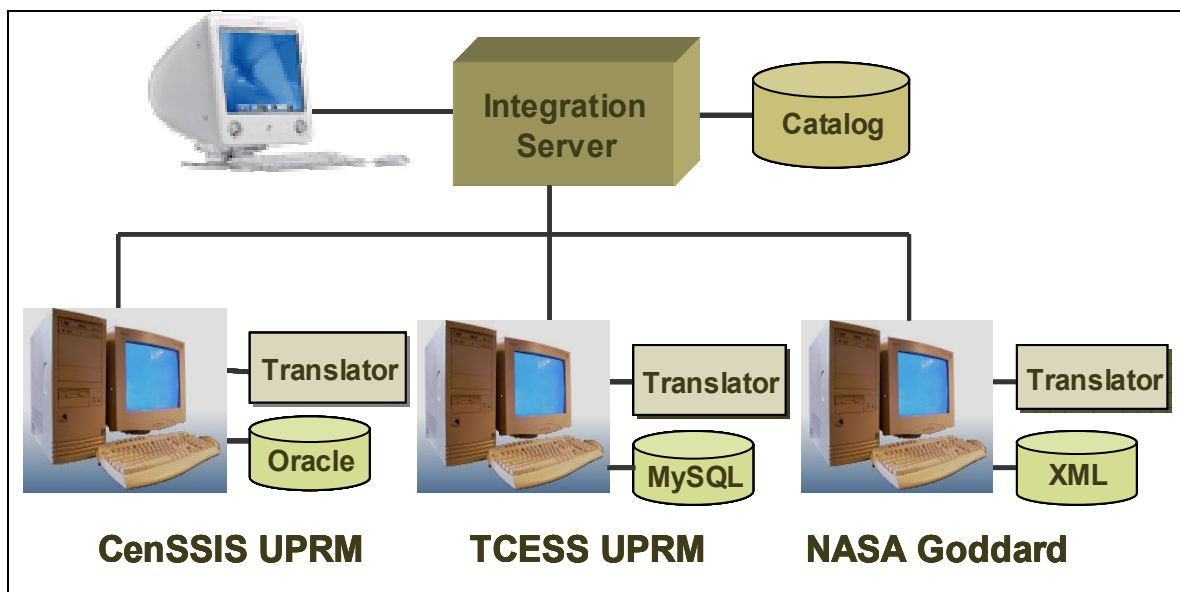 Integration
Server
Catalog
Translator
Oracle
Translator
MySQL
Translator
XML
CenSSIS UPRM
TCESS UPRM
NASA Goddard